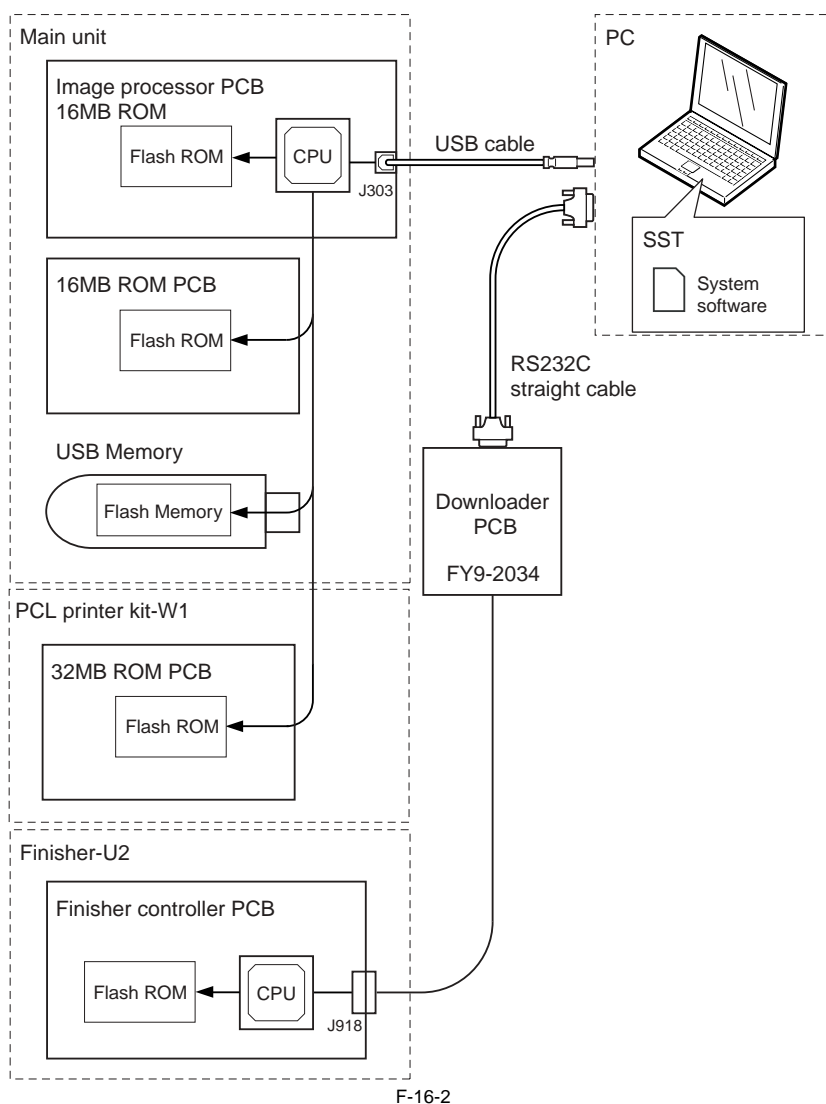 Main unit
Image processor PCB
16MB ROM
Flash ROM
CPU
J303
USB cable
PC
SST
System
software
16MB ROM PCB
Flash ROM
RS232C
straight cable
USB Memory
Flash Memory
Downloader
PCB
FY9-2034
PCL printer kit-W1
32MB ROM PCB
Flash ROM
Finisher-U2
Finisher controller PCB
Flash ROM
CPU
J918
F-16-2